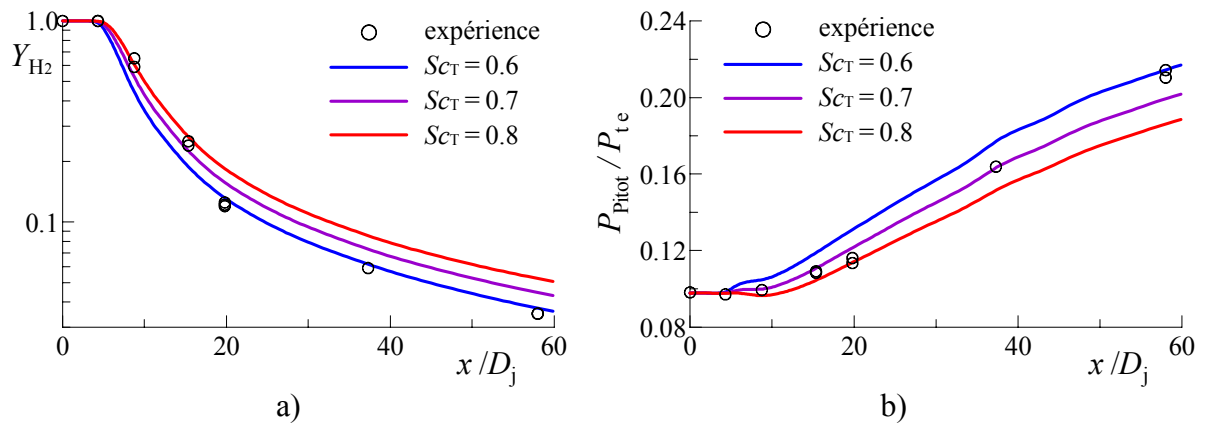 1.0
Y_H2
0.1
0
20
40
60
x/D_j
expérience
Sc_T = 0.6
Sc_T = 0.7
Sc_T = 0.8
a)
0.24
0.20
0.16
0.12
0.08
P_Pitot / P_te
0
20
40
60
x/D_j
expérience
Sc_T = 0.6
Sc_T = 0.7
Sc_T = 0.8
b)